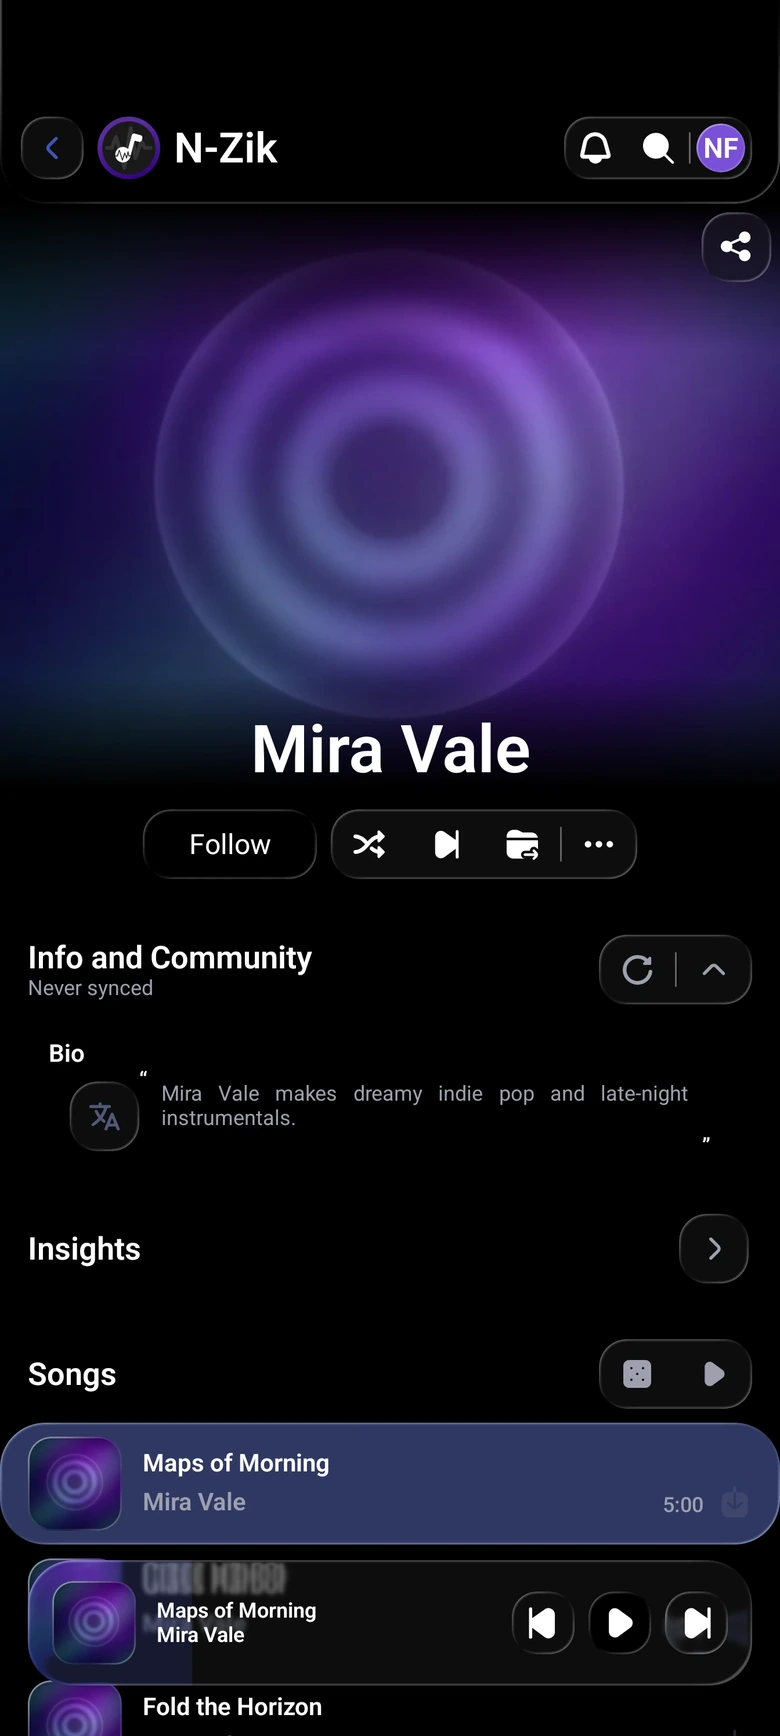 N-Zik
NF
Mira Vale
Follow
Info and Community
Never synced
Bio
“
Mira Vale makes dreamy indie pop and late-night
instrumentals.
”
Insights
Songs
Maps of Morning
Mira Vale
5:00
Maps of Morning
Mira Vale
Fold the Horizon